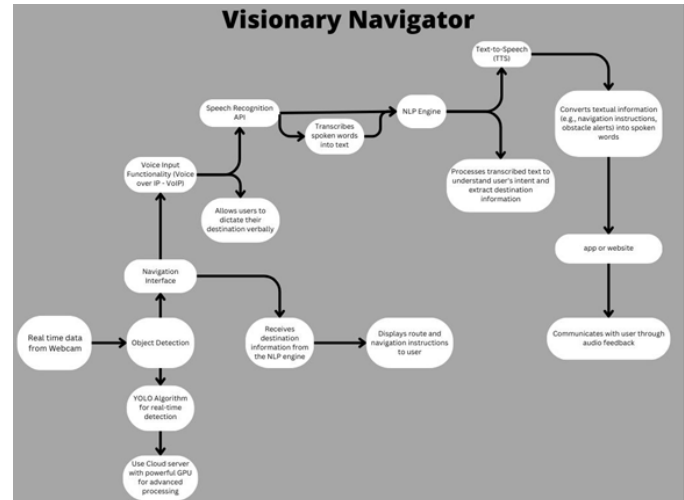 Visionary Navigator
Text-to-Speech
(TTS)
Speech Recognition
API
NLP Engine
Transcribes
spoken words
into text
Converts textual information
(e.g., navigation instructions,
obstacle alerts) into spoken
words
Voice Input
Functionality (Voice
over IP - VoIP)
Processes transcribed text to
understand user's intent and
extract destination
information
Allows users to
dictate their
destination verbally
app or website
Navigation
Interface
Real time data
from Webcam
Object Detection
Receives
destination
information from
the NLP engine
Displays route and
navigation instructions
to user
Communicates with user through
audio feedback
YOLO Algorithm
for real-time
detection
Use Cloud server
with powerful GPU
for advanced
processing